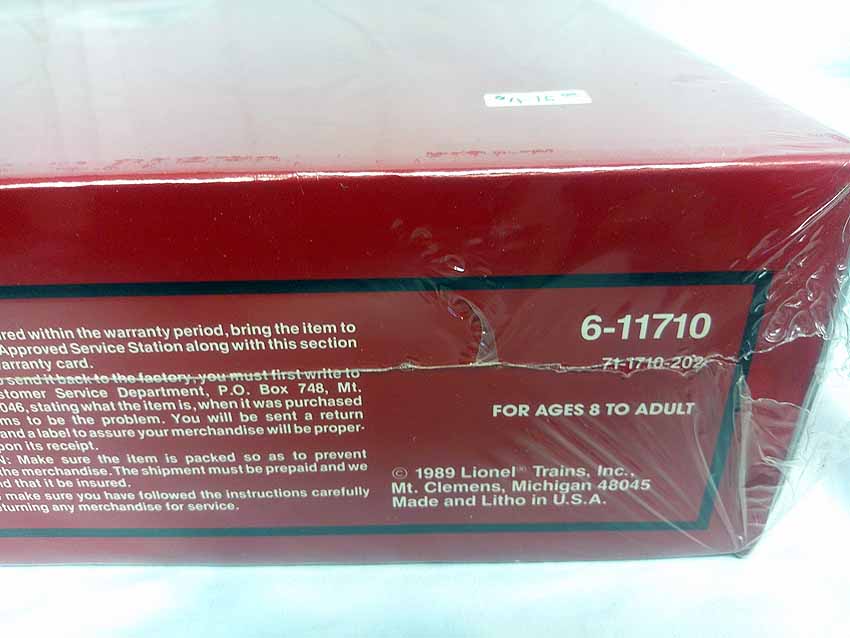 ired within the warranty period, bring the item to
Approved Service Station along with this section
arranty card.
o send it back to the factory, you must first write to
stomer Service Department, P.O. Box 748, Mt.
046, stating what the item is, when it was purchased
ms to be the problem. You will be sent a return
and a label to assure your merchandise will be proper-
pon its receipt.
N: Make sure the item is packed so as to prevent
the merchandise. The shipment must be prepaid and we
d that it be insured.
make sure you have followed the instructions carefully
eturning any merchandise for service.
6-11710
71-1710-202
FOR AGES 8 TO ADULT
© 1989 Lionel® Trains, Inc.,
Mt. Clemens, Michigan 48045
Made and Litho in U.S.A.